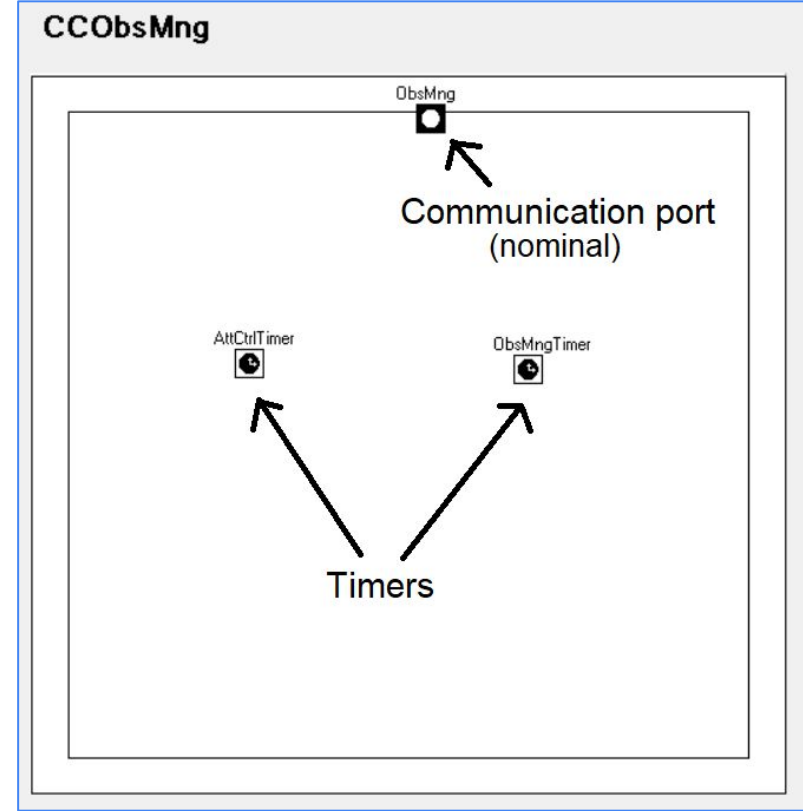 CCObsMng
ObsMng
Communication port
(nominal)
AttCtrlTimer
ObsMngTimer
Timers